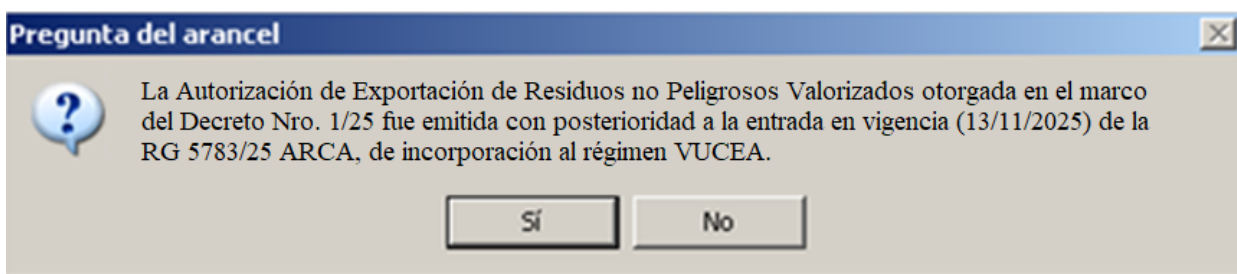 Pregunta del arancel
La Autorización de Exportación de Residuos no Peligrosos Valorizados otorgada en el marco
del Decreto Nro. 1/25 fue emitida con posterioridad a la entrada en vigencia (13/11/2025) de la
RG 5783/25 ARCA, de incorporación al régimen VUCEA.
Sí
No